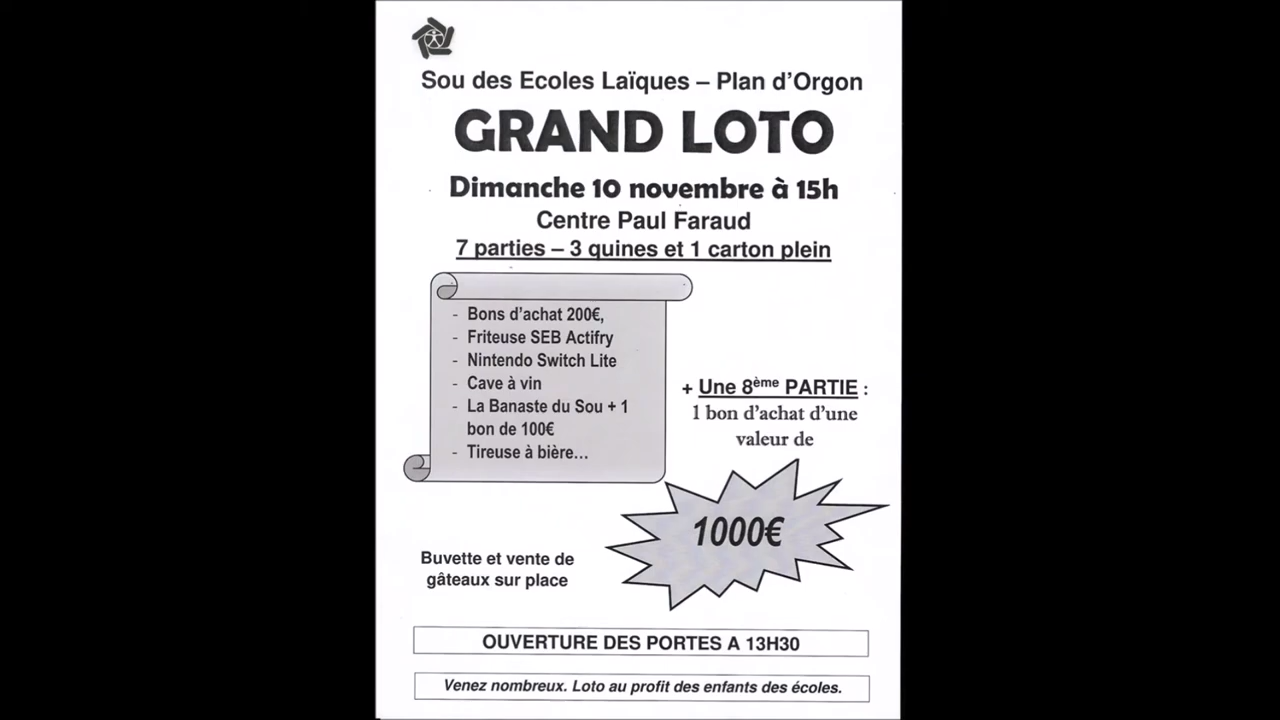 Sou des Ecoles Laïques – Plan d’Orgon
GRAND LOTO
Dimanche 10 novembre à 15h
Centre Paul Faraud
7 parties – 3 quines et 1 carton plein
- Bons d’achat 200€,
- Friteuse SEB Actifry
- Nintendo Switch Lite
- Cave à vin
- La Banaste du Sou + 1
bon de 100€
- Tireuse à bière…
+ Une 8ème PARTIE :
1 bon d’achat d’une
valeur de
1000€
Buvette et vente de
gâteaux sur place
OUVERTURE DES PORTES A 13H30
Venez nombreux. Loto au profit des enfants des écoles.